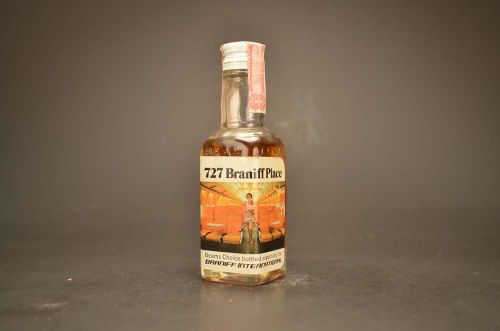 727 Braniff Place
Beams Choice bottled especially for
BRANIFF INTERNATIONAL